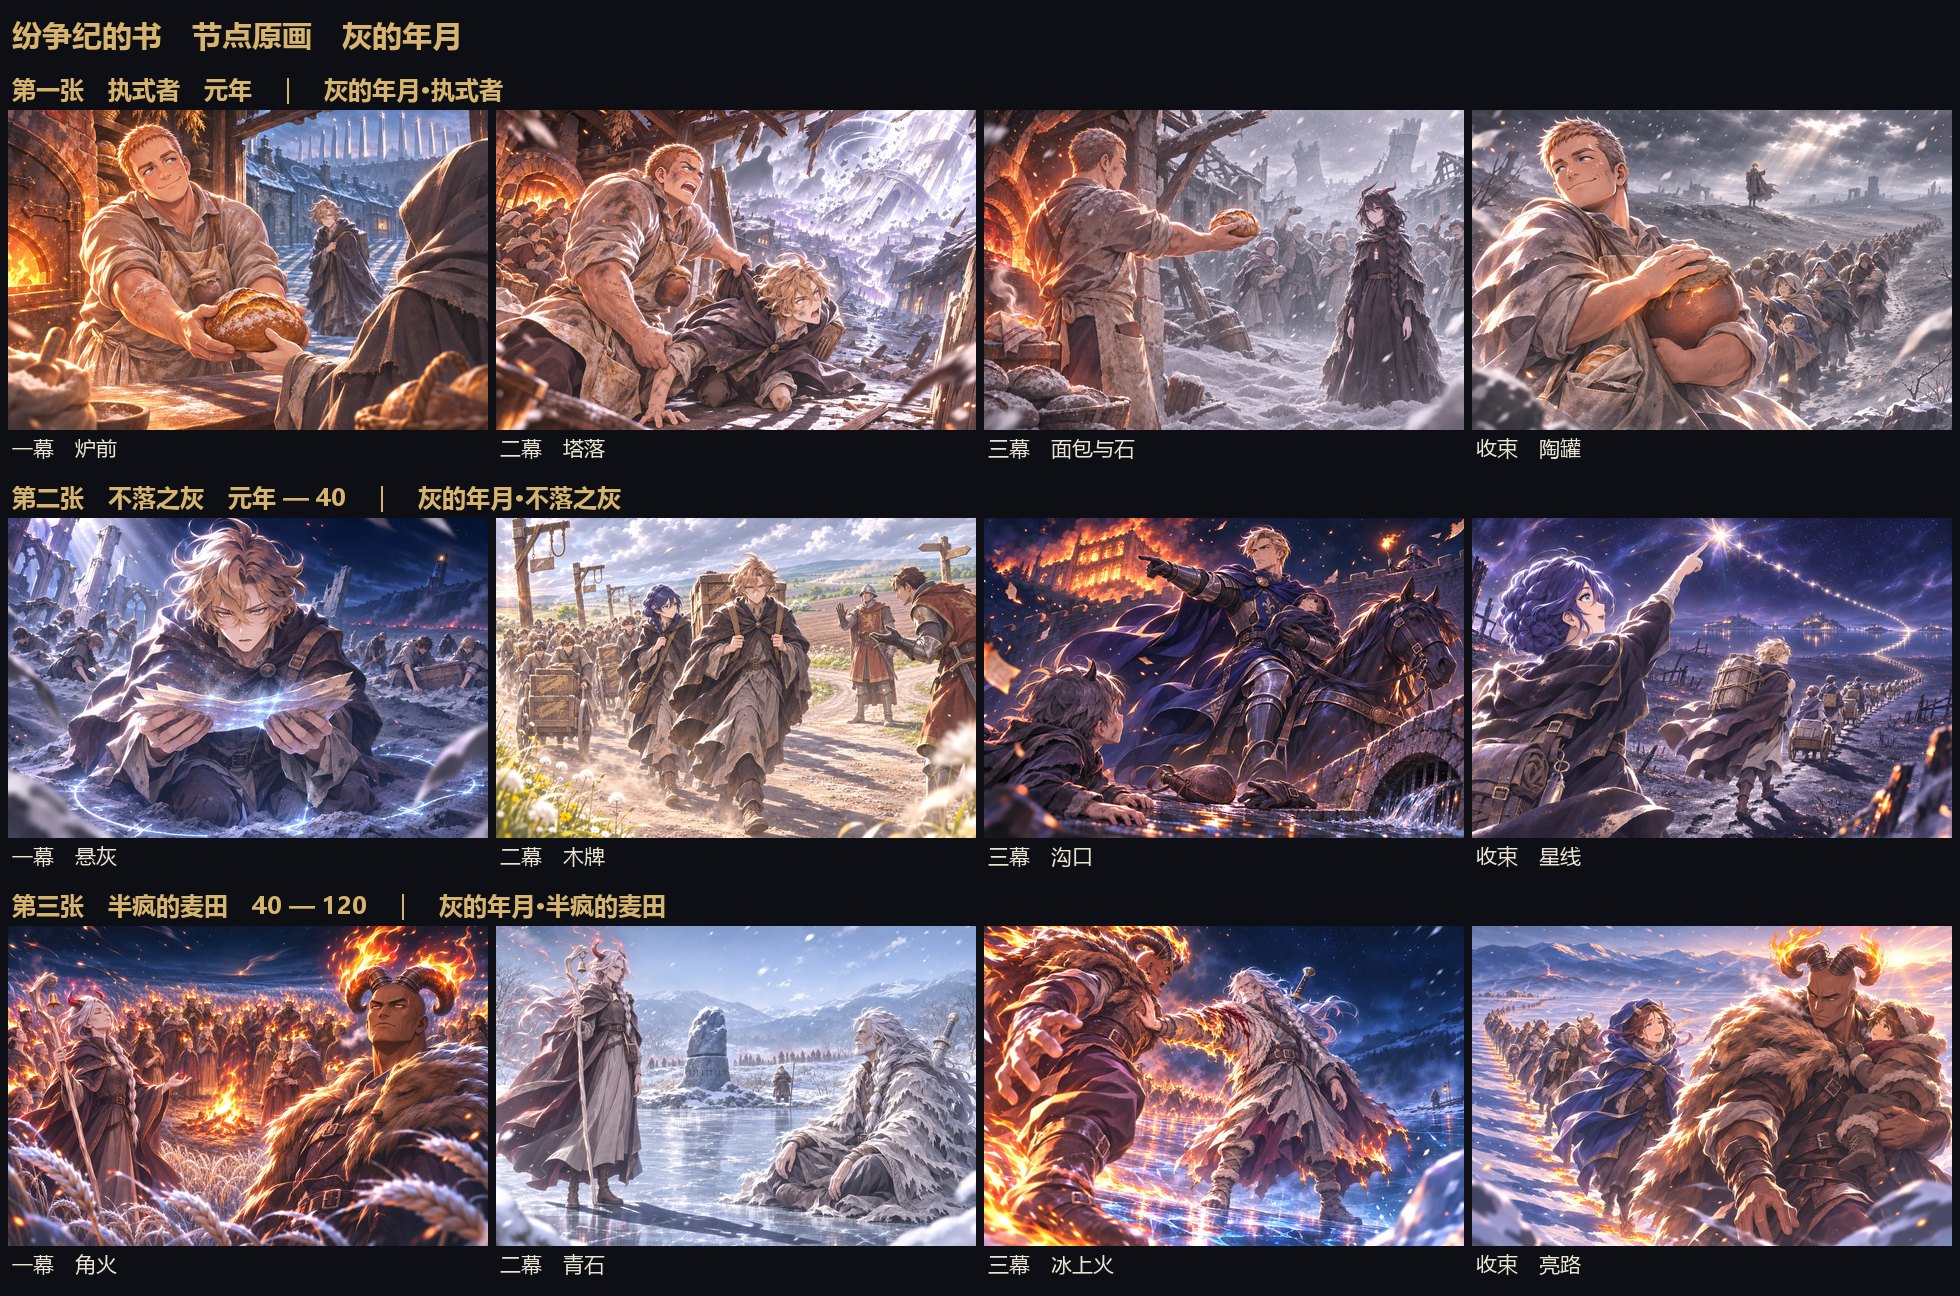 纷争纪的书　节点原画　灰的年月
第一张　执式者　元年　｜　灰的年月·执式者
一幕　炉前
二幕　塔落
三幕　面包与石
收束　陶罐
第二张　不落之灰　元年 — 40　｜　灰的年月·不落之灰
一幕　悬灰
二幕　木牌
三幕　沟口
收束　星线
第三张　半疯的麦田　40 — 120　｜　灰的年月·半疯的麦田
一幕　角火
二幕　青石
三幕　冰上火
收束　亮路